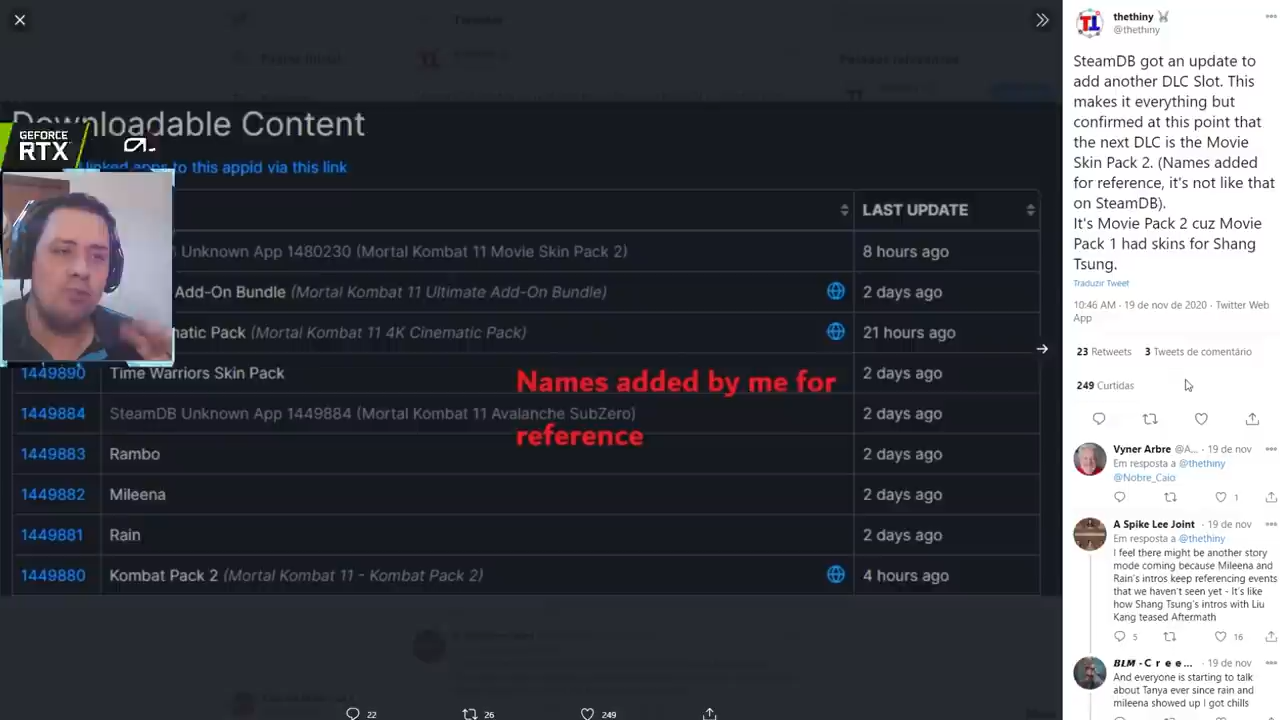 Downloadable Content
GEFORCE
RTX
linked apps to this appid via this link
LAST UPDATE
Unknown App 1480230 (Mortal Kombat 11 Movie Skin Pack 2)
8 hours ago
Add-On Bundle (Mortal Kombat 11 Ultimate Add-On Bundle)
2 days ago
matic Pack (Mortal Kombat 11 4K Cinematic Pack)
21 hours ago
1449890 Time Warriors Skin Pack
2 days ago
Names added by me for
reference
1449884 SteamDB Unknown App 1449884 (Mortal Kombat 11 Avalanche SubZero)
2 days ago
1449883 Rambo
2 days ago
1449882 Mileena
2 days ago
1449881 Rain
2 days ago
1449880 Kombat Pack 2 (Mortal Kombat 11 - Kombat Pack 2)
4 hours ago
22 26 249
thethiny
@thethiny
SteamDB got an update to
add another DLC Slot. This
makes it everything but
confirmed at this point that
the next DLC is the Movie
Skin Pack 2. (Names added
for reference, it's not like that
on SteamDB).
It's Movie Pack 2 cuz Movie
Pack 1 had skins for Shang
Tsung.
Traduzir Tweet
10:46 AM · 19 de nov de 2020 · Twitter Web
App
23 Retweets 3 Tweets de comentário
249 Curtidas
Vyner Arbre @A... · 19 de nov
Em resposta a @thethiny
@Nobre_Caio
1
A Spike Lee Joint · 19 de nov
Em resposta a @thethiny
I feel there might be another story
mode coming because Mileena and
Rain's intros keep referencing events
that we haven't seen yet - It's like
how Shang Tsung's intros with Liu
Kang teased Aftermath
5 16
BLM - C r e e... · 19 de nov
And everyone is starting to talk
about Tanya ever since rain and
mileena showed up I got chills